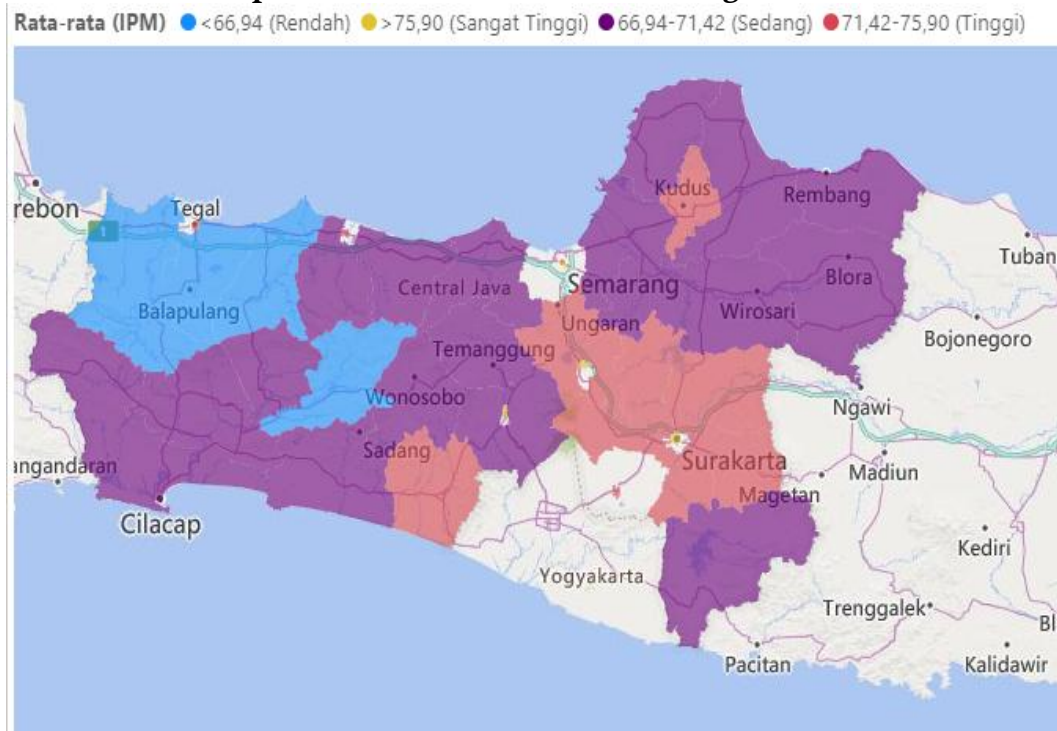 Rata-rata (IPM) <66,94 (Rendah) >75,90 (Sangat Tinggi) 66,94-71,42 (Sedang) 71,42-75,90 (Tinggi)
Kudus
rebon
Tegal
Rembang
1
Tuban
Central Java
Semarang
Blora
Balapulang
Wirosari
Ungaran
Bojonegoro
Temanggung
Wonosobo
Ngawi
Sadang
angandaran
Surakarta
Madiun
Magetan
Cilacap
Kediri
Yogyakarta
Trenggalek
Bl
Pacitan
Kalidawir